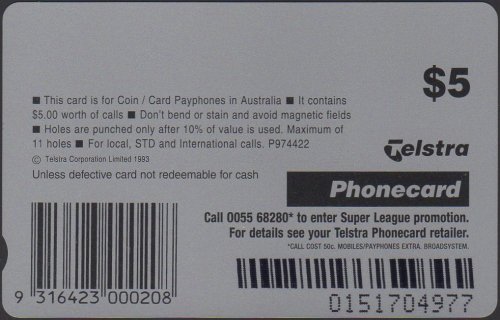 $5
■ This card is for Coin / Card Payphones in Australia ■ It contains
$5.00 worth of calls ■ Don't bend or stain and avoid magnetic fields
■ Holes are punched only after 10% of value is used. Maximum of
11 holes ■ For local, STD and International calls. P974422
© Telstra Corporation Limited 1993
Unless defective card not redeemable for cash
Telstra
Phonecard
Call 0055 68280* to enter Super League promotion.
For details see your Telstra Phonecard retailer.
*CALL COST 50c. MOBILES/PAYPHONES EXTRA. BROADSYSTEM.
9 316423 000208
0151704977